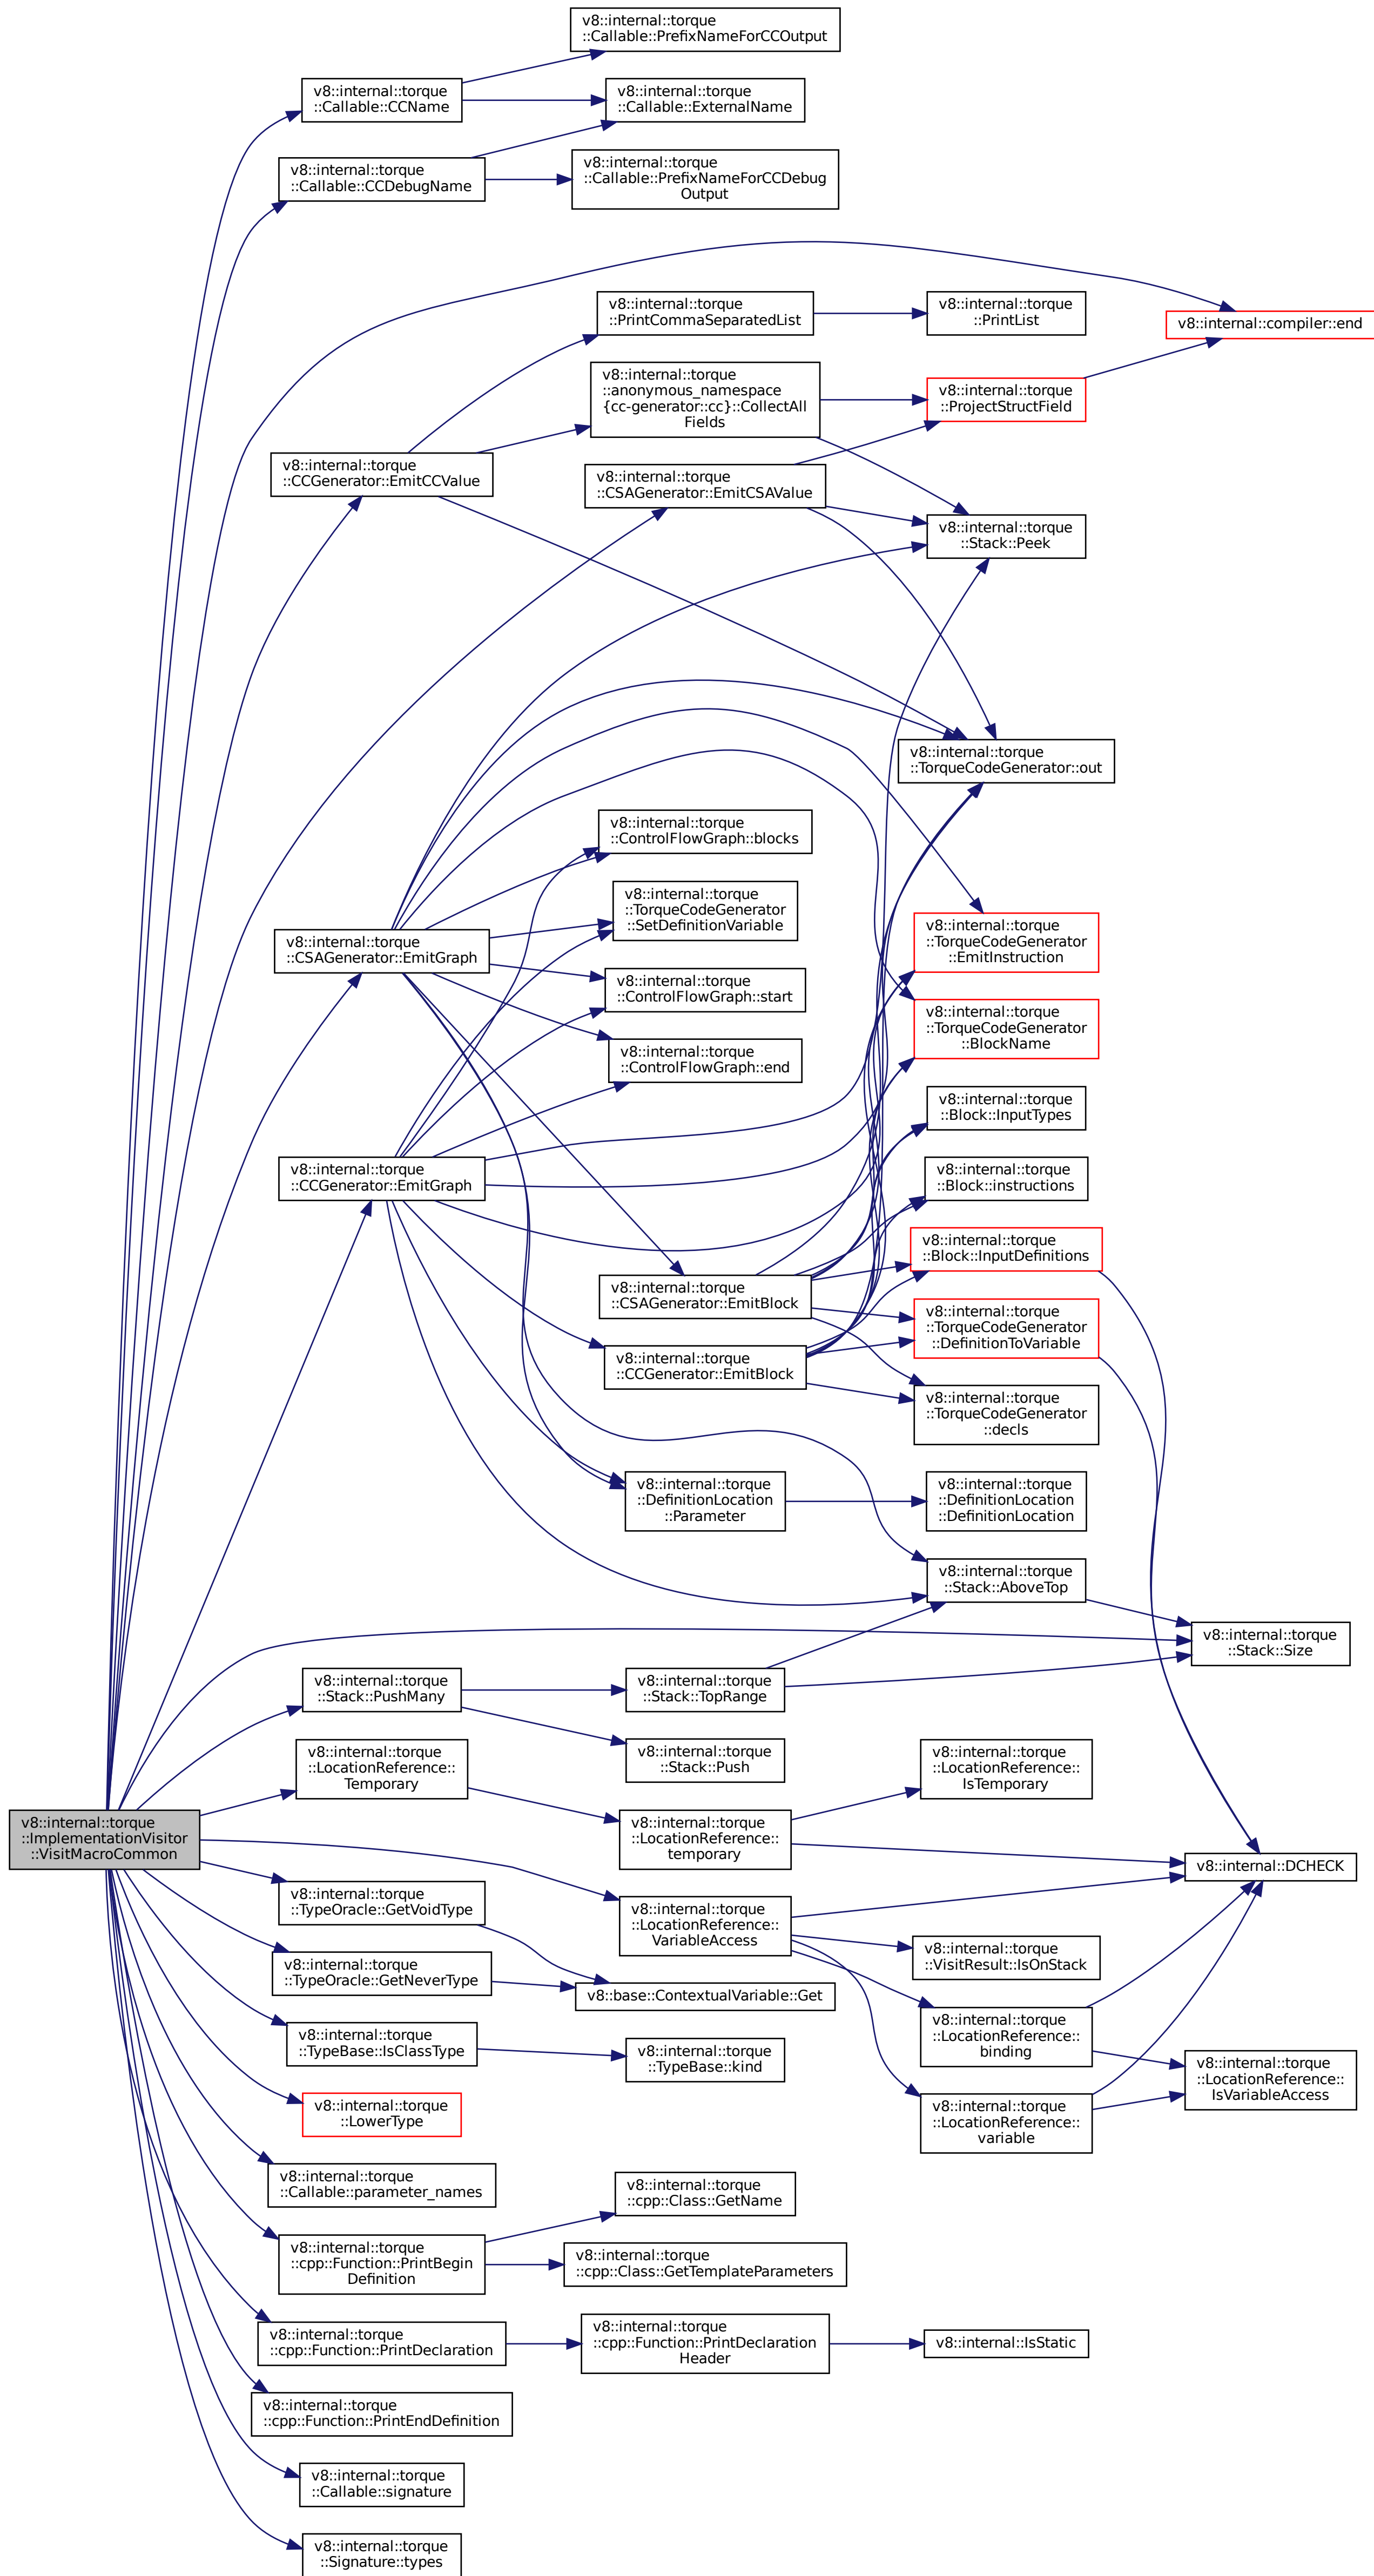 v8::internal::torque
::Callable::PrefixNameForCCOutput
v8::internal::torque
::Callable::CCName
v8::internal::torque
::Callable::ExternalName
v8::internal::torque
::Callable::CCDebugName
v8::internal::torque
::Callable::PrefixNameForCCDebug
Output
v8::internal::torque
::PrintCommaSeparatedList
v8::internal::torque
::PrintList
v8::internal::compiler::end
v8::internal::torque
::anonymous_namespace
{cc-generator::cc}::CollectAll
Fields
v8::internal::torque
::ProjectStructField
v8::internal::torque
::CCGenerator::EmitCCValue
v8::internal::torque
::CSAGenerator::EmitCSAValue
v8::internal::torque
::Stack::Peek
v8::internal::torque
::TorqueCodeGenerator::out
v8::internal::torque
::ControlFlowGraph::blocks
v8::internal::torque
::TorqueCodeGenerator
::SetDefinitionVariable
v8::internal::torque
::CSAGenerator::EmitGraph
v8::internal::torque
::TorqueCodeGenerator
::EmitInstruction
v8::internal::torque
::ControlFlowGraph::start
v8::internal::torque
::TorqueCodeGenerator
::BlockName
v8::internal::torque
::ControlFlowGraph::end
v8::internal::torque
::Block::InputTypes
v8::internal::torque
::CCGenerator::EmitGraph
v8::internal::torque
::Block::instructions
v8::internal::torque
::Block::InputDefinitions
v8::internal::torque
::CSAGenerator::EmitBlock
v8::internal::torque
::TorqueCodeGenerator
::DefinitionToVariable
v8::internal::torque
::CCGenerator::EmitBlock
v8::internal::torque
::TorqueCodeGenerator
::decls
v8::internal::torque
::DefinitionLocation
::Parameter
v8::internal::torque
::DefinitionLocation
::DefinitionLocation
v8::internal::torque
::Stack::AboveTop
v8::internal::torque
::Stack::Size
v8::internal::torque
::Stack::PushMany
v8::internal::torque
::Stack::TopRange
v8::internal::torque
::Stack::Push
v8::internal::torque
::LocationReference::
Temporary
v8::internal::torque
::LocationReference::
IsTemporary
v8::internal::torque
::ImplementationVisitor
::VisitMacroCommon
v8::internal::torque
::LocationReference::
temporary
v8::internal::DCHECK
v8::internal::torque
::TypeOracle::GetVoidType
v8::internal::torque
::LocationReference::
VariableAccess
v8::internal::torque
::VisitResult::IsOnStack
v8::internal::torque
::TypeOracle::GetNeverType
v8::base::ContextualVariable::Get
v8::internal::torque
::LocationReference::
binding
v8::internal::torque
::TypeBase::IsClassType
v8::internal::torque
::TypeBase::kind
v8::internal::torque
::LocationReference::
IsVariableAccess
v8::internal::torque
::LowerType
v8::internal::torque
::LocationReference::
variable
v8::internal::torque
::Callable::parameter_names
v8::internal::torque
::cpp::Class::GetName
v8::internal::torque
::cpp::Function::PrintBegin
Definition
v8::internal::torque
::cpp::Class::GetTemplateParameters
v8::internal::torque
::cpp::Function::PrintDeclaration
v8::internal::torque
::cpp::Function::PrintDeclaration
Header
v8::internal::IsStatic
v8::internal::torque
::cpp::Function::PrintEndDefinition
v8::internal::torque
::Callable::signature
v8::internal::torque
::Signature::types